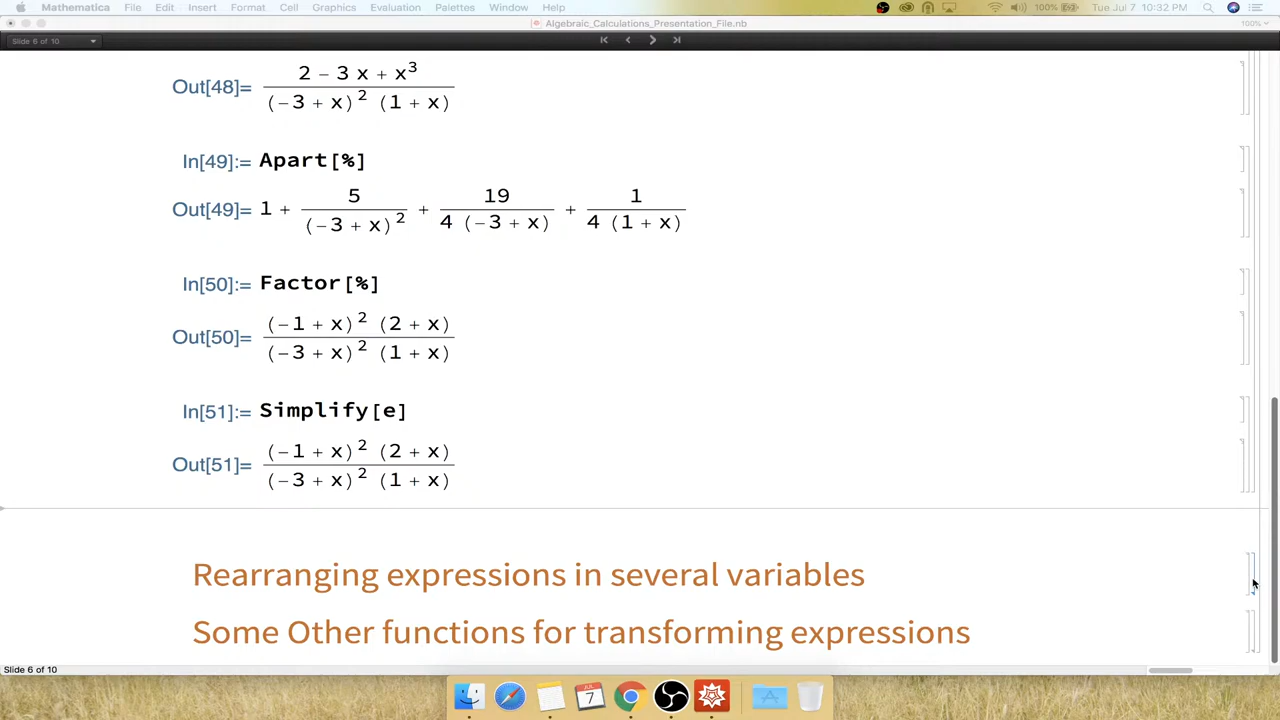 Mathematica File Edit Insert Format Cell Graphics Evaluation Palettes Window Help 100% Tue Jul 7 10:32 PM
Algebraic_Calculations_Presentation_File.nb 100%
Slide 6 of 10
Out[48]= 2 − 3 x + x^3
(−3 + x)^2 (1 + x)
In[49]:= Apart[%]
Out[49]= 1 + 5 / (−3 + x)^2 + 19 / 4 (−3 + x) + 1 / 4 (1 + x)
In[50]:= Factor[%]
Out[50]= (−1 + x)^2 (2 + x)
(−3 + x)^2 (1 + x)
In[51]:= Simplify[e]
Out[51]= (−1 + x)^2 (2 + x)
(−3 + x)^2 (1 + x)
Rearranging expressions in several variables
Some Other functions for transforming expressions
Slide 6 of 10
JUL
7